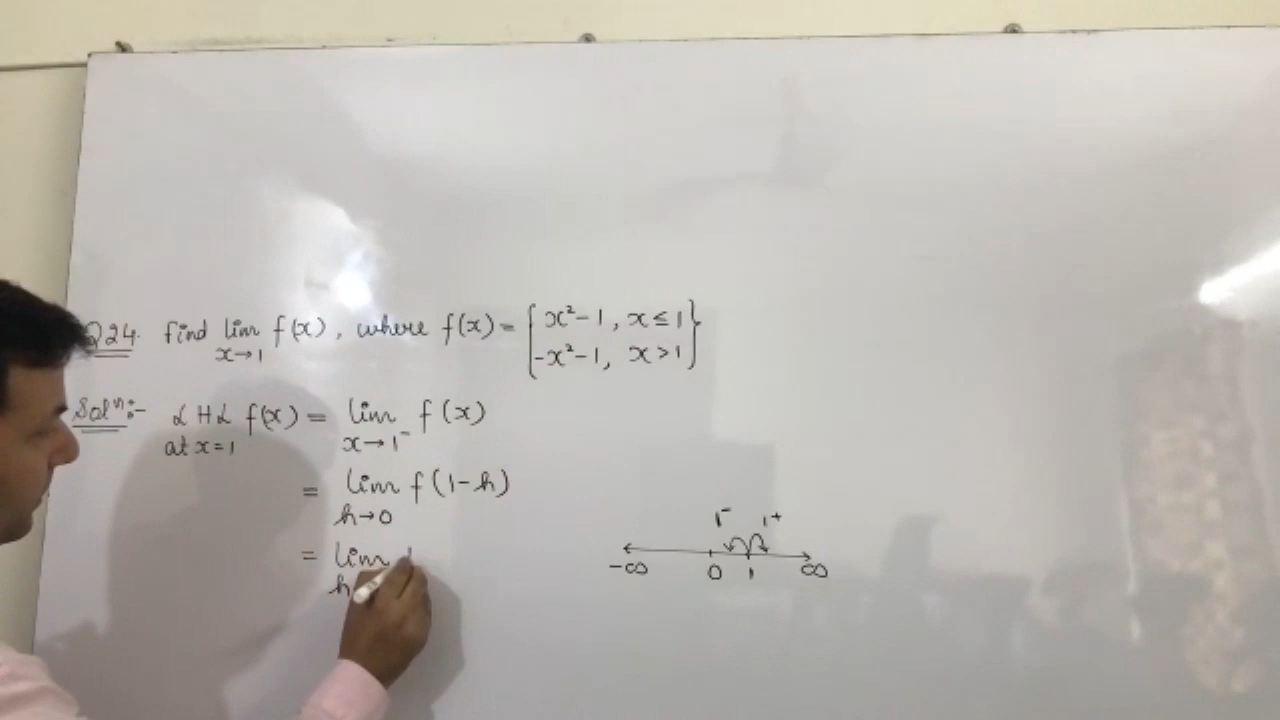 Q24. Find lim f(x), where f(x) = { x²-1, x ≤ 1
x→1 -x²-1, x > 1 }
Solⁿ:- LHL f(x) = lim f(x)
at x=1 x→1⁻
= lim f(1-h)
h→0
= lim
h
1⁻ 1⁺
-∞ 0 1 ∞